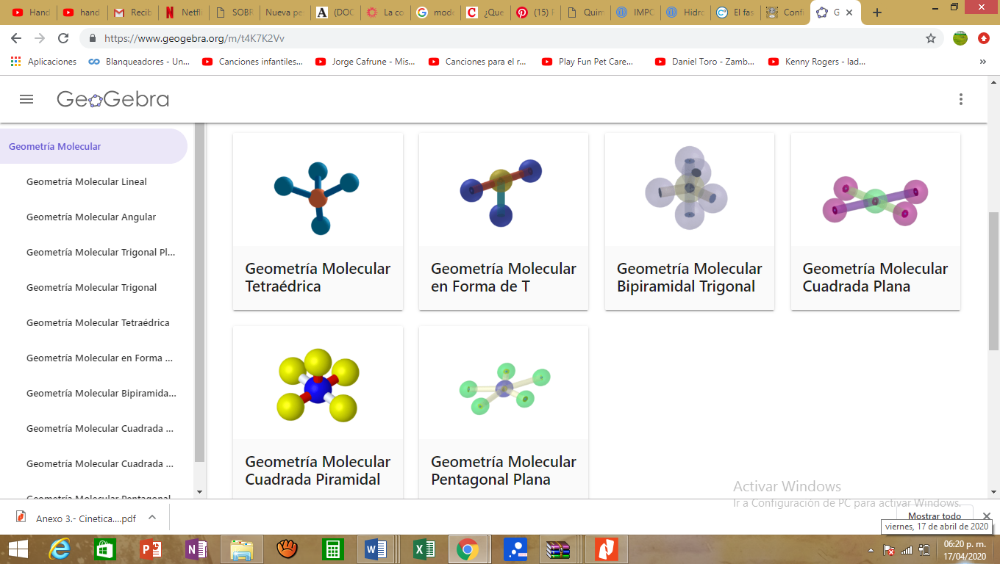 Hand
hand
Recib
Netfl
SOBR
Nueva pe
(DOC
La co
mode
¿Que
(15) F
Quim
IMPC
Hidro
El fas
Confi
G
https://www.geogebra.org/m/t4K7K2Vv
Aplicaciones
Blanqueadores - Un...
Canciones infantiles...
Jorge Cafrune - Mis...
Canciones para el r...
Play Fun Pet Care...
Daniel Toro - Zamb...
Kenny Rogers - lad...
GeoGebra
Geometría Molecular
Geometría Molecular Lineal
Geometría Molecular Angular
Geometría Molecular Trigonal Pl...
Geometría Molecular Trigonal
Geometría Molecular Tetraédrica
Geometría Molecular en Forma ...
Geometría Molecular Bipiramida...
Geometría Molecular Cuadrada ...
Geometría Molecular Cuadrada ...
Geometría Molecular Pentagonal
Geometría Molecular
Tetraédrica
Geometría Molecular
en Forma de T
Geometría Molecular
Bipiramidal Trigonal
Geometría Molecular
Cuadrada Plana
Geometría Molecular
Cuadrada Piramidal
Geometría Molecular
Pentagonal Plana
Activar Windows
Ir a Configuración de PC para activar Windows.
Anexo 3.- Cinetica....pdf
Mostrar todo
viernes, 17 de abril de 2020
06:20 p. m.
17/04/2020